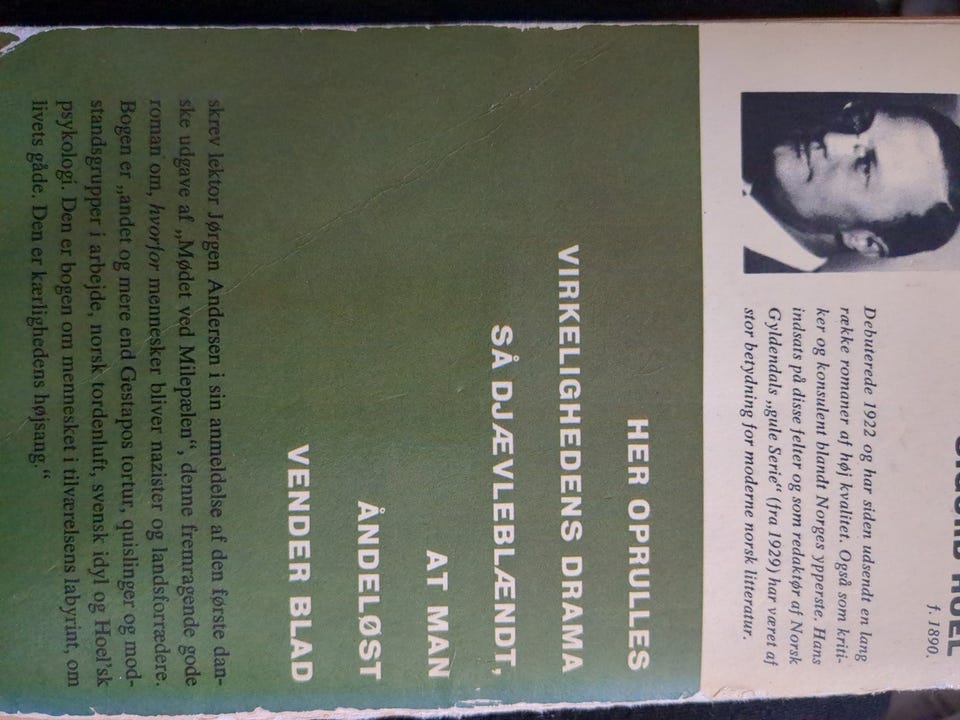 HOEL
f. 1890.
Debuterede 1922 og har siden udsendt en lang
række romaner af høj kvalitet. Også som kriti-
ker og konsulent blandt Norges ypperste. Hans
indsats på disse felter og som redaktør af Norsk
Gyldendals „gule Serie“ (fra 1929) har været af
stor betydning for moderne norsk litteratur.
HER OPRULLES
VIRKELIGHEDENS DRAMA
SÅ DJÆVLEBLÆNDT,
AT MAN
ÅNDELØST
VENDER BLAD
skrev lektor Jørgen Andersen i sin anmeldelse af den første dan-
ske udgave af „Mødet ved Milepælen“, denne fremragende gode
roman om, hvorfor mennesker bliver nazister og landsforrædere.
Bogen er „andet og mere end Gestapos tortur, quislinger og mod-
standsgrupper i arbejde, norsk tordenluft, svensk idyl og Hoel'sk
psykologi. Den er bogen om mennesket i tilværelsens labyrint, om
livets gåde. Den er kærlighedens højsang.“